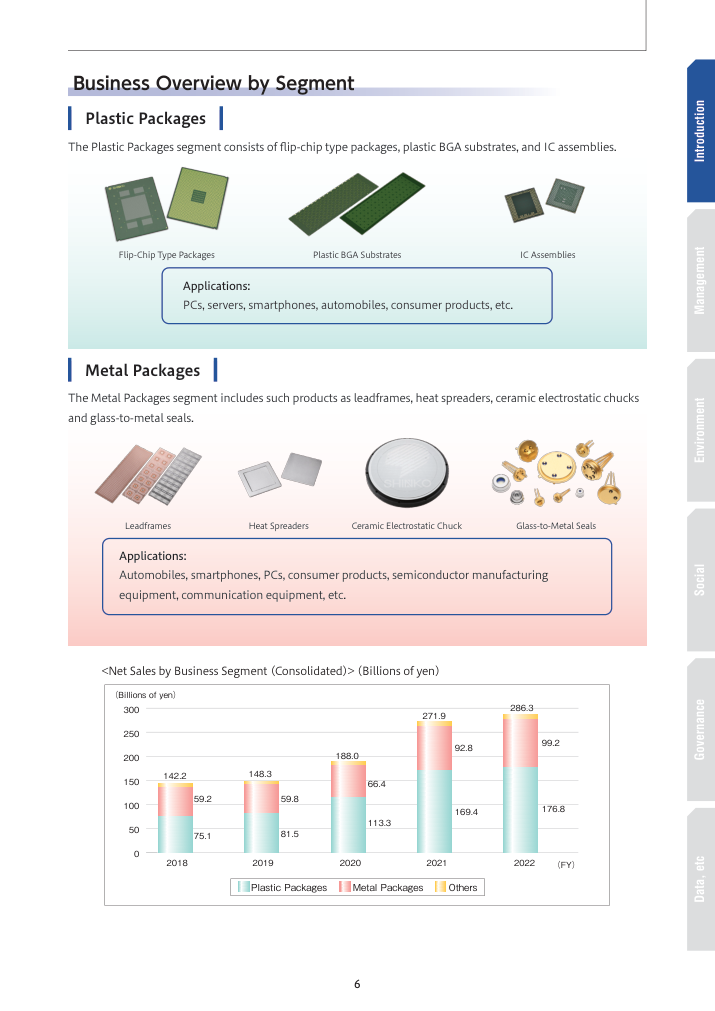 Business Overview by Segment
Plastic Packages
The Plastic Packages segment consists of flip-chip type packages, plastic BGA substrates, and IC assemblies.
Flip-Chip Type Packages
Plastic BGA Substrates
IC Assemblies
Applications:
PCs, servers, smartphones, automobiles, consumer products, etc.
Metal Packages
The Metal Packages segment includes such products as leadframes, heat spreaders, ceramic electrostatic chucks
and glass-to-metal seals.
SHINKO
Leadframes
Heat Spreaders
Ceramic Electrostatic Chuck
Glass-to-Metal Seals
Applications:
Automobiles, smartphones, PCs, consumer products, semiconductor manufacturing
equipment, communication equipment, etc.
<Net Sales by Business Segment (Consolidated)> (Billions of yen)
(Billions of yen)
300
250
200
150
100
50
0
142.2
59.2
75.1
148.3
59.8
81.5
188.0
66.4
113.3
271.9
92.8
169.4
286.3
99.2
176.8
2018
2019
2020
2021
2022
(FY)
Plastic Packages
Metal Packages
Others
6
Introduction
Management
Environment
Social
Governance
Data, etc